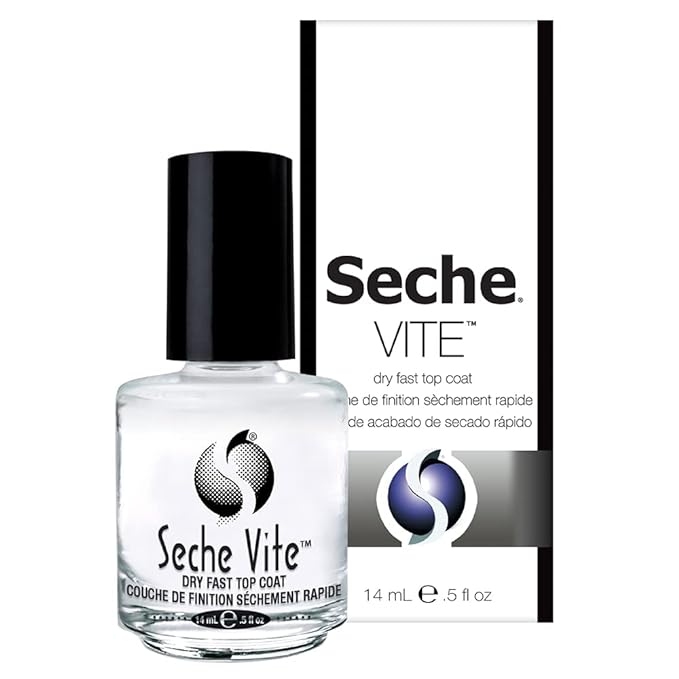 Seche®
VITE™
dry fast top coat
de finition sèchement rapide
de acabado de secado rápido
14 mL e .5 fl oz
Seche Vite™
DRY FAST TOP COAT
COUCHE DE FINITION SÉCHEMENT RAPIDE
14 mL e .5 fl oz